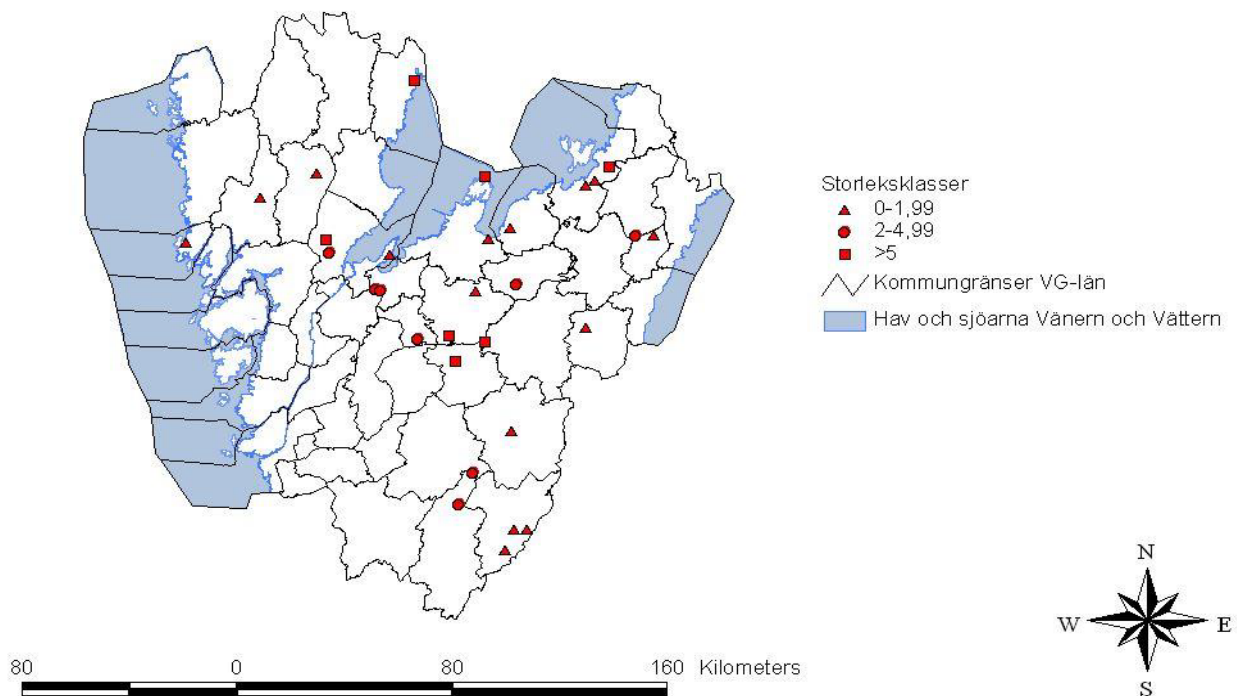 Storleksklasser
0-1,99
2-4,99
>5
Kommungränser VG-län
Hav och sjöarna Vänern och Vättern
N
W E
S
80 0 80 160 Kilometers